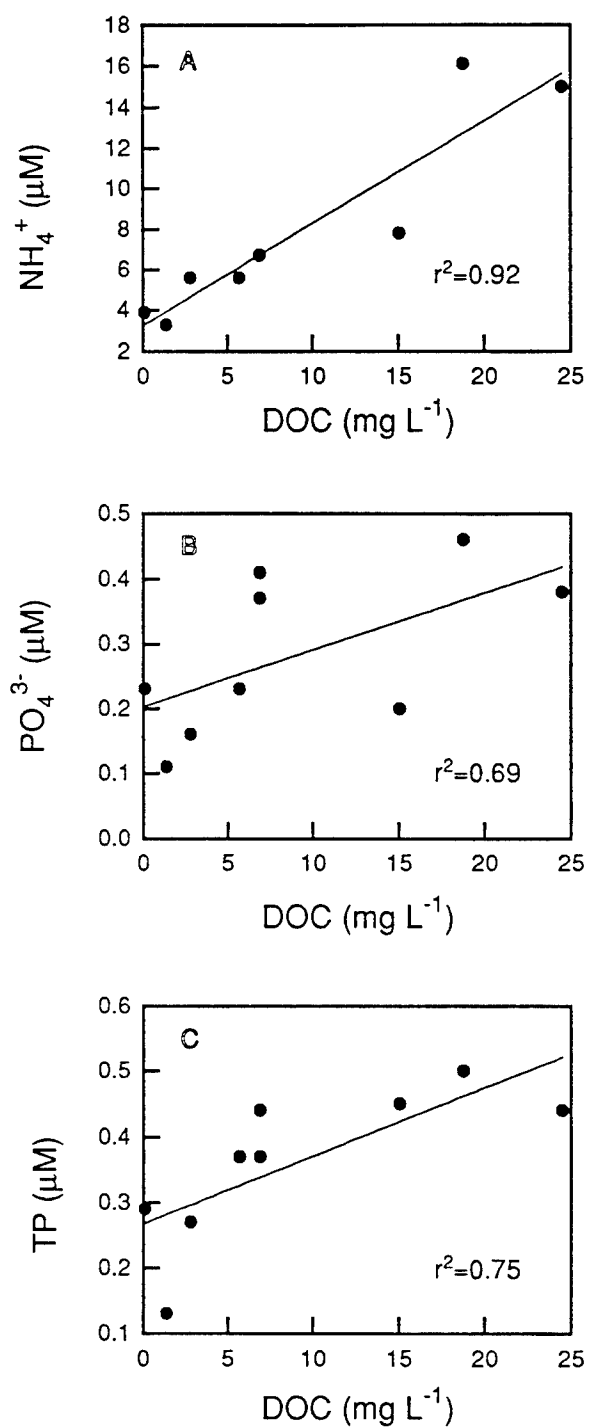 A
18
16
14
12
10
8
6
4
2
NH₄⁺ (μM)
r²=0.92
0 5 10 15 20 25
DOC (mg L⁻¹)
B
0.5
0.4
0.3
0.2
0.1
0.0
PO₄³⁻ (μM)
r²=0.69
0 5 10 15 20 25
DOC (mg L⁻¹)
C
0.6
0.5
0.4
0.3
0.2
0.1
TP (μM)
r²=0.75
0 5 10 15 20 25
DOC (mg L⁻¹)